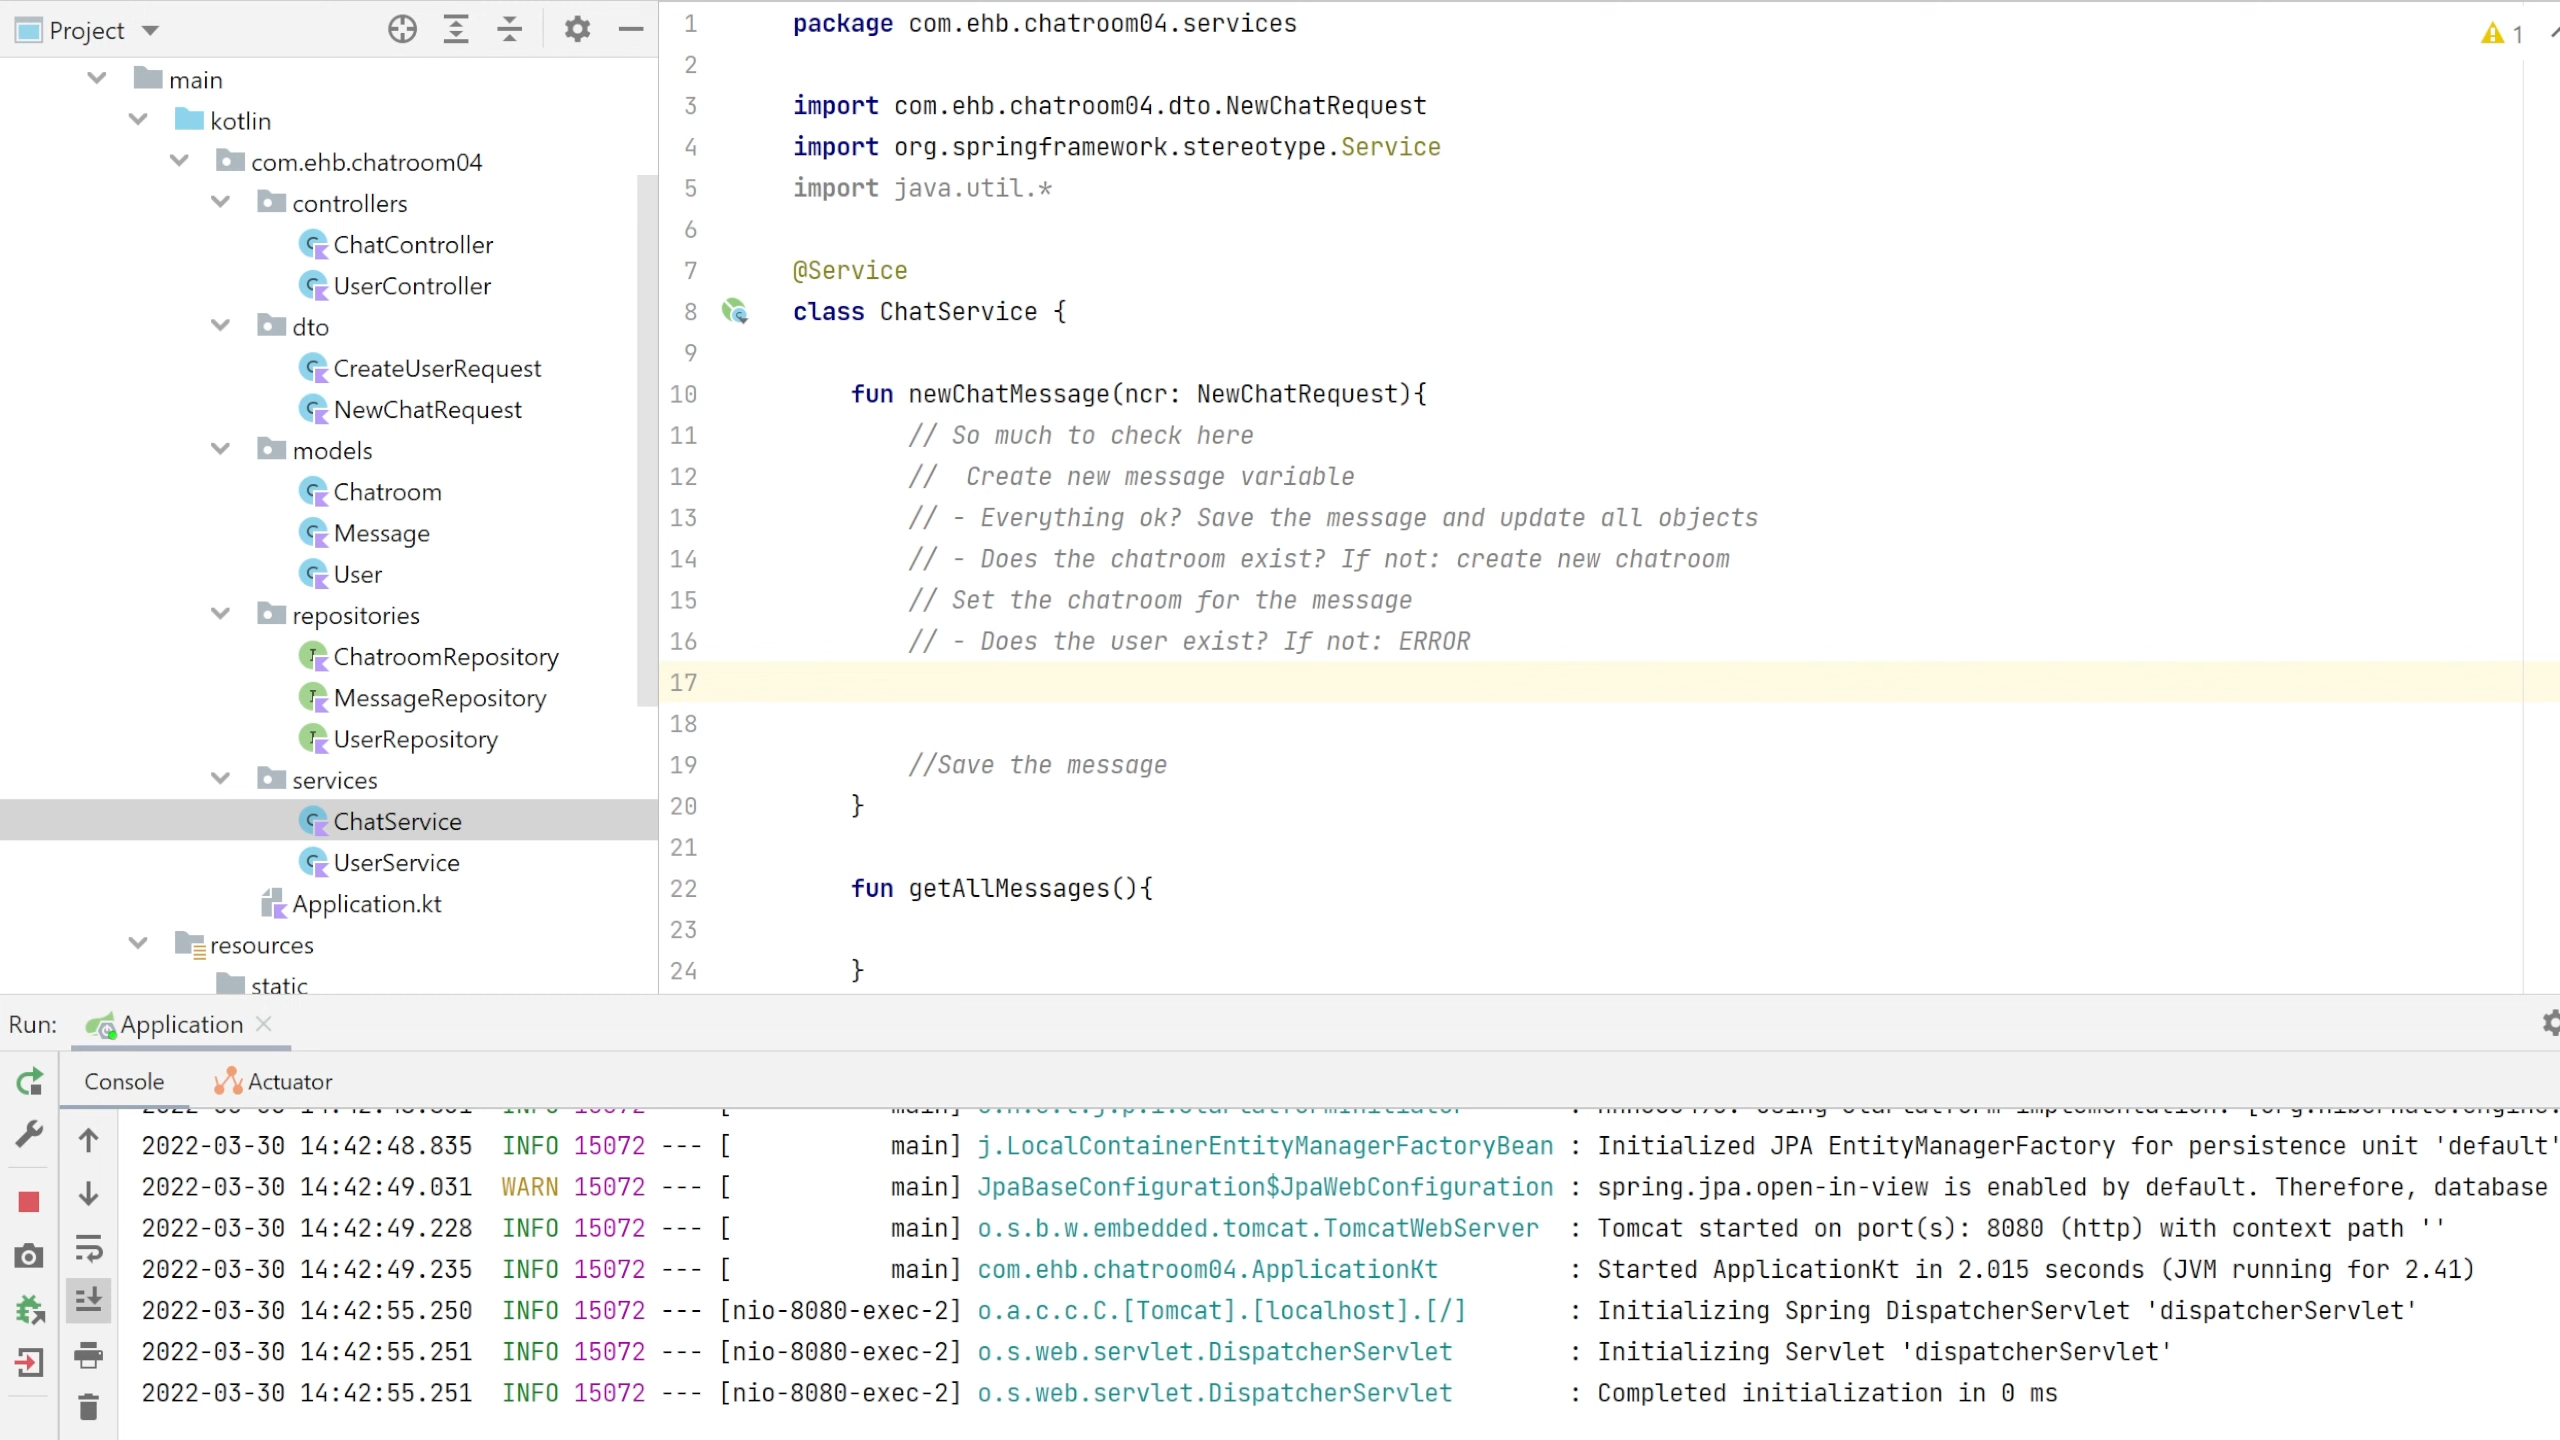 Project
main
kotlin
com.ehb.chatroom04
controllers
ChatController
UserController
dto
CreateUserRequest
NewChatRequest
models
Chatroom
Message
User
repositories
ChatroomRepository
MessageRepository
UserRepository
services
ChatService
UserService
Application.kt
resources
static
1 package com.ehb.chatroom04.services
2
3 import com.ehb.chatroom04.dto.NewChatRequest
4 import org.springframework.stereotype.Service
5 import java.util.*
6
7 @Service
8 class ChatService {
9
10 fun newChatMessage(ncr: NewChatRequest){
11 // So much to check here
12 //  Create new message variable
13 // - Everything ok? Save the message and update all objects
14 // - Does the chatroom exist? If not: create new chatroom
15 // Set the chatroom for the message
16 // - Does the user exist? If not: ERROR
17
18
19 //Save the message
20 }
21
22 fun getAllMessages(){
23
24 }
1
Run: Application
Console Actuator
2022-03-30 14:42:48.835  INFO 15072 --- [           main] j.LocalContainerEntityManagerFactoryBean : Initialized JPA EntityManagerFactory for persistence unit 'default'
2022-03-30 14:42:49.031  WARN 15072 --- [           main] JpaBaseConfiguration$JpaWebConfiguration : spring.jpa.open-in-view is enabled by default. Therefore, database
2022-03-30 14:42:49.228  INFO 15072 --- [           main] o.s.b.w.embedded.tomcat.TomcatWebServer  : Tomcat started on port(s): 8080 (http) with context path ''
2022-03-30 14:42:49.235  INFO 15072 --- [           main] com.ehb.chatroom04.ApplicationKt         : Started ApplicationKt in 2.015 seconds (JVM running for 2.41)
2022-03-30 14:42:55.250  INFO 15072 --- [nio-8080-exec-2] o.a.c.c.C.[Tomcat].[localhost].[/]       : Initializing Spring DispatcherServlet 'dispatcherServlet'
2022-03-30 14:42:55.251  INFO 15072 --- [nio-8080-exec-2] o.s.web.servlet.DispatcherServlet        : Initializing Servlet 'dispatcherServlet'
2022-03-30 14:42:55.251  INFO 15072 --- [nio-8080-exec-2] o.s.web.servlet.DispatcherServlet        : Completed initialization in 0 ms